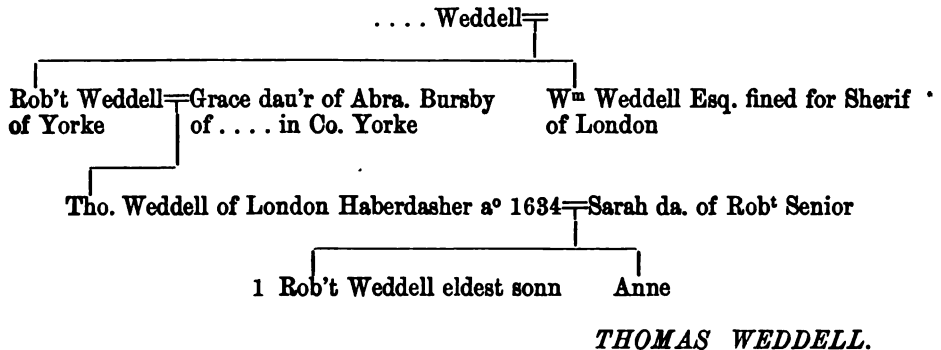 .... Weddell
Rob't Weddell=Grace dau'r of Abra. Bursby
of Yorke of .... in Co. Yorke
Wᵐ Weddell Esq. fined for Sherif
of London
Tho. Weddell of London Haberdasher aᵒ 1634=Sarah da. of Robᵗ Senior
1 Rob't Weddell eldest sonn Anne
THOMAS WEDDELL.